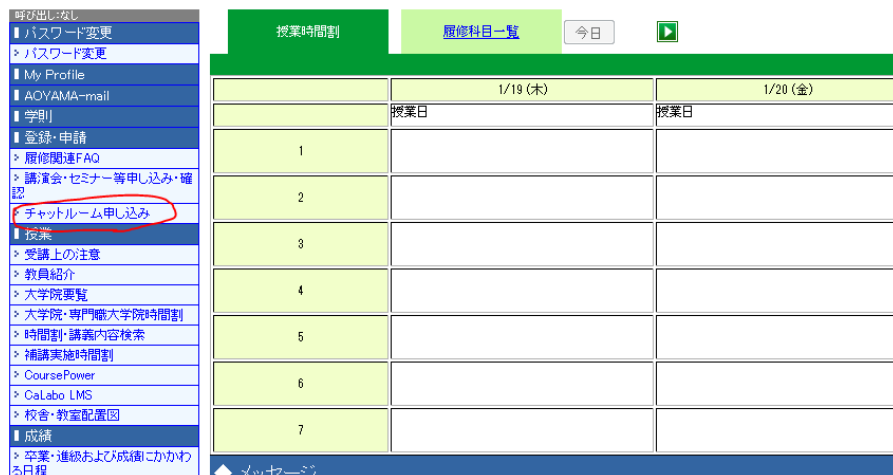 呼び出し:なし
パスワード変更
パスワード変更
My Profile
AOYAMA-mail
学則
登録・申請
履修関連FAQ
講演会・セミナー等申し込み・確
認
チャットルーム申し込み
授業
受講上の注意
教員紹介
大学院要覧
大学院・専門職大学院時間割
時間割・講義内容検索
補講実施時間割
CoursePower
CaLabo LMS
校舎・教室配置図
成績
卒業・進級および成績にかかわ
る日程
授業時間割 履修科目一覧 今日
1/19(木) 1/20(金)
授業日 授業日
1
2
3
4
5
6
7
メッセージ